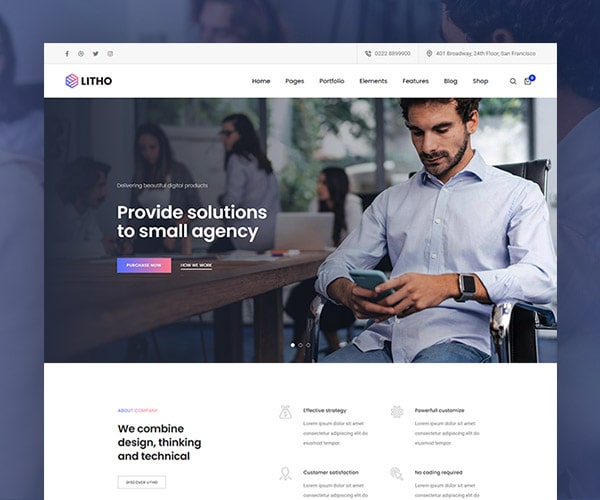 0222 8899900
401 Broadway, 24th Floor, San Francisco
LITHO
Home Pages Portfolio Elements Features Blog Shop
0
Delivering beautiful digital products
Provide solutions
to small agency
PURCHASE NOW
HOW WE WORK
ABOUT COMPANY
We combine
design, thinking
and technical
DISCOVER LITHO
Effective strategy
Lorem ipsum dolor sit amet
consectetur adipiscing elit do
eiusmod tempor.
Powerfull customize
Lorem ipsum dolor sit amet
consectetur adipiscing elit do
eiusmod tempor.
Customer satisfaction
Lorem ipsum dolor sit amet
No coding required
Lorem ipsum dolor sit amet